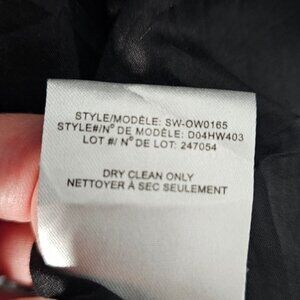 STYLE/MODÈLE: SW-OW0165
STYLE#/N° DE MODÈLE: D04HW403
LOT #/ N° DE LOT: 247054
DRY CLEAN ONLY
NETTOYER À SEC SEULEMENT